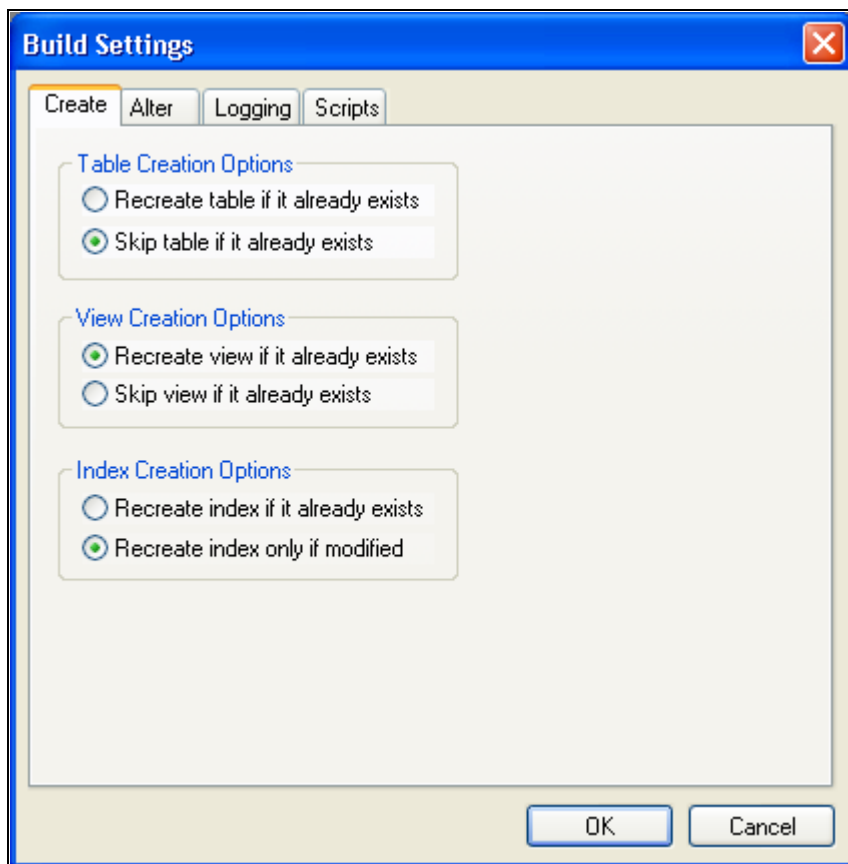 Build Settings
Create Alter Logging Scripts
Table Creation Options
Recreate table if it already exists
Skip table if it already exists
View Creation Options
Recreate view if it already exists
Skip view if it already exists
Index Creation Options
Recreate index if it already exists
Recreate index only if modified
OK Cancel